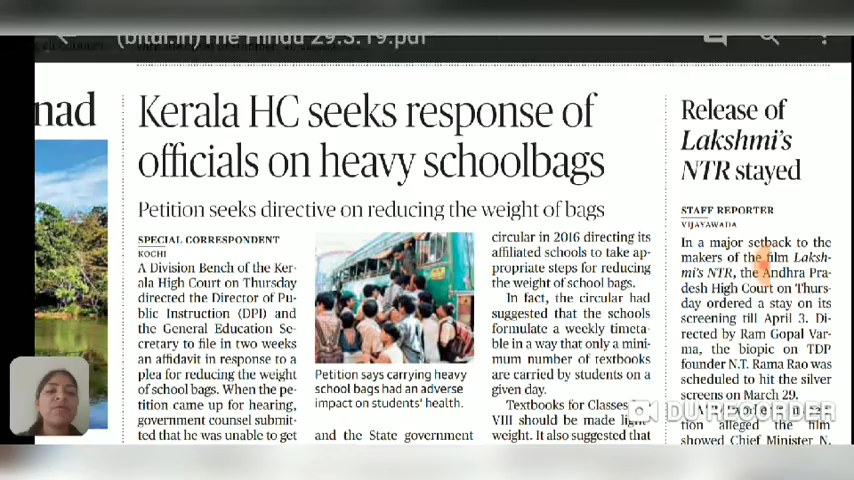 (bitul.in)The Hindu 29.3.19.pdf
nad
Kerala HC seeks response of
officials on heavy schoolbags
Petition seeks directive on reducing the weight of bags
SPECIAL CORRESPONDENT
KOCHI
A Division Bench of the Ker-
ala High Court on Thursday
directed the Director of Pu-
blic Instruction (DPI) and
the General Education Se-
cretary to file in two weeks
an affidavit in response to a
plea for reducing the weight
of school bags. When the pe-
tition came up for hearing,
government counsel submit-
ted that he was unable to get
Petition says carrying heavy
school bags had an adverse
impact on students' health.
and the State government
circular in 2016 directing its
affiliated schools to take ap-
propriate steps for reducing
the weight of school bags.
In fact, the circular had
suggested that the schools
formulate a weekly timeta-
ble in a way that only a mini-
mum number of textbooks
are carried by students on a
given day.
Textbooks for Classes
VIII should be made light
weight. It also suggested that
Release of
Lakshmi's
NTR stayed
STAFF REPORTER
VIJAYAWADA
In a major setback to the
makers of the film Laksh-
mi's NTR, the Andhra Pra-
desh High Court on Thurs-
day ordered a stay on its
screening till April 3. Di-
rected by Ram Gopal Var-
ma, the biopic on TDP
founder N.T. Rama Rao was
scheduled to hit the silver
screens on March 29.
tion alleged the film
showed Chief Minister N.
DU RECORDER